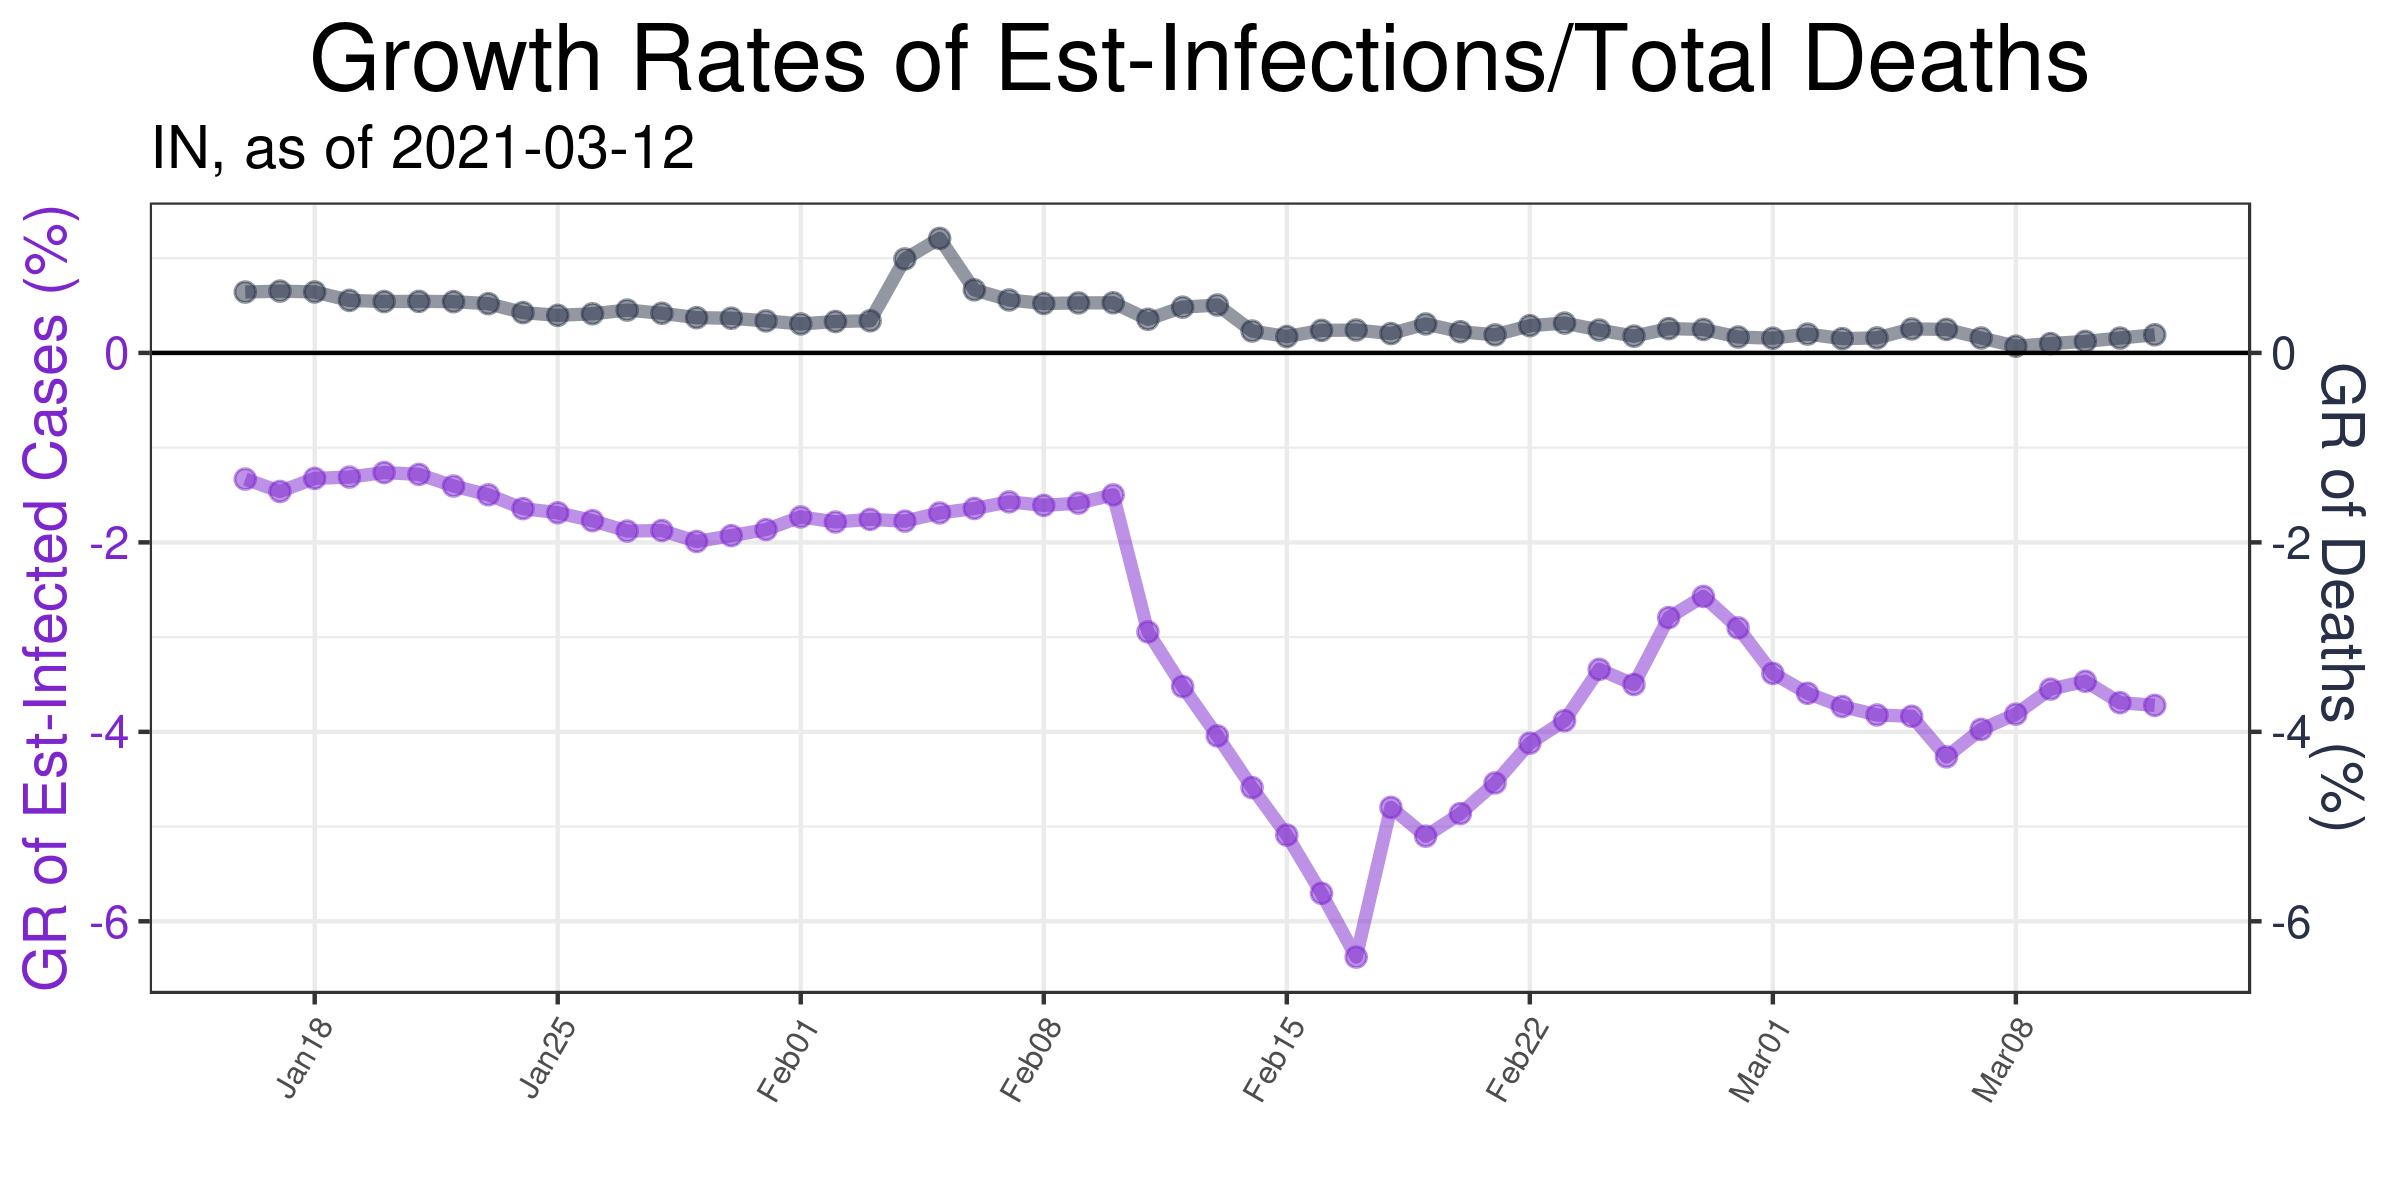 Growth Rates of Est-Infections/Total Deaths
IN, as of 2021-03-12
GR of Est-Infected Cases (%)
0
-2
-4
-6
0
-2
-4
-6
GR of Deaths (%)
Jan18
Jan25
Feb01
Feb08
Feb15
Feb22
Mar01
Mar08